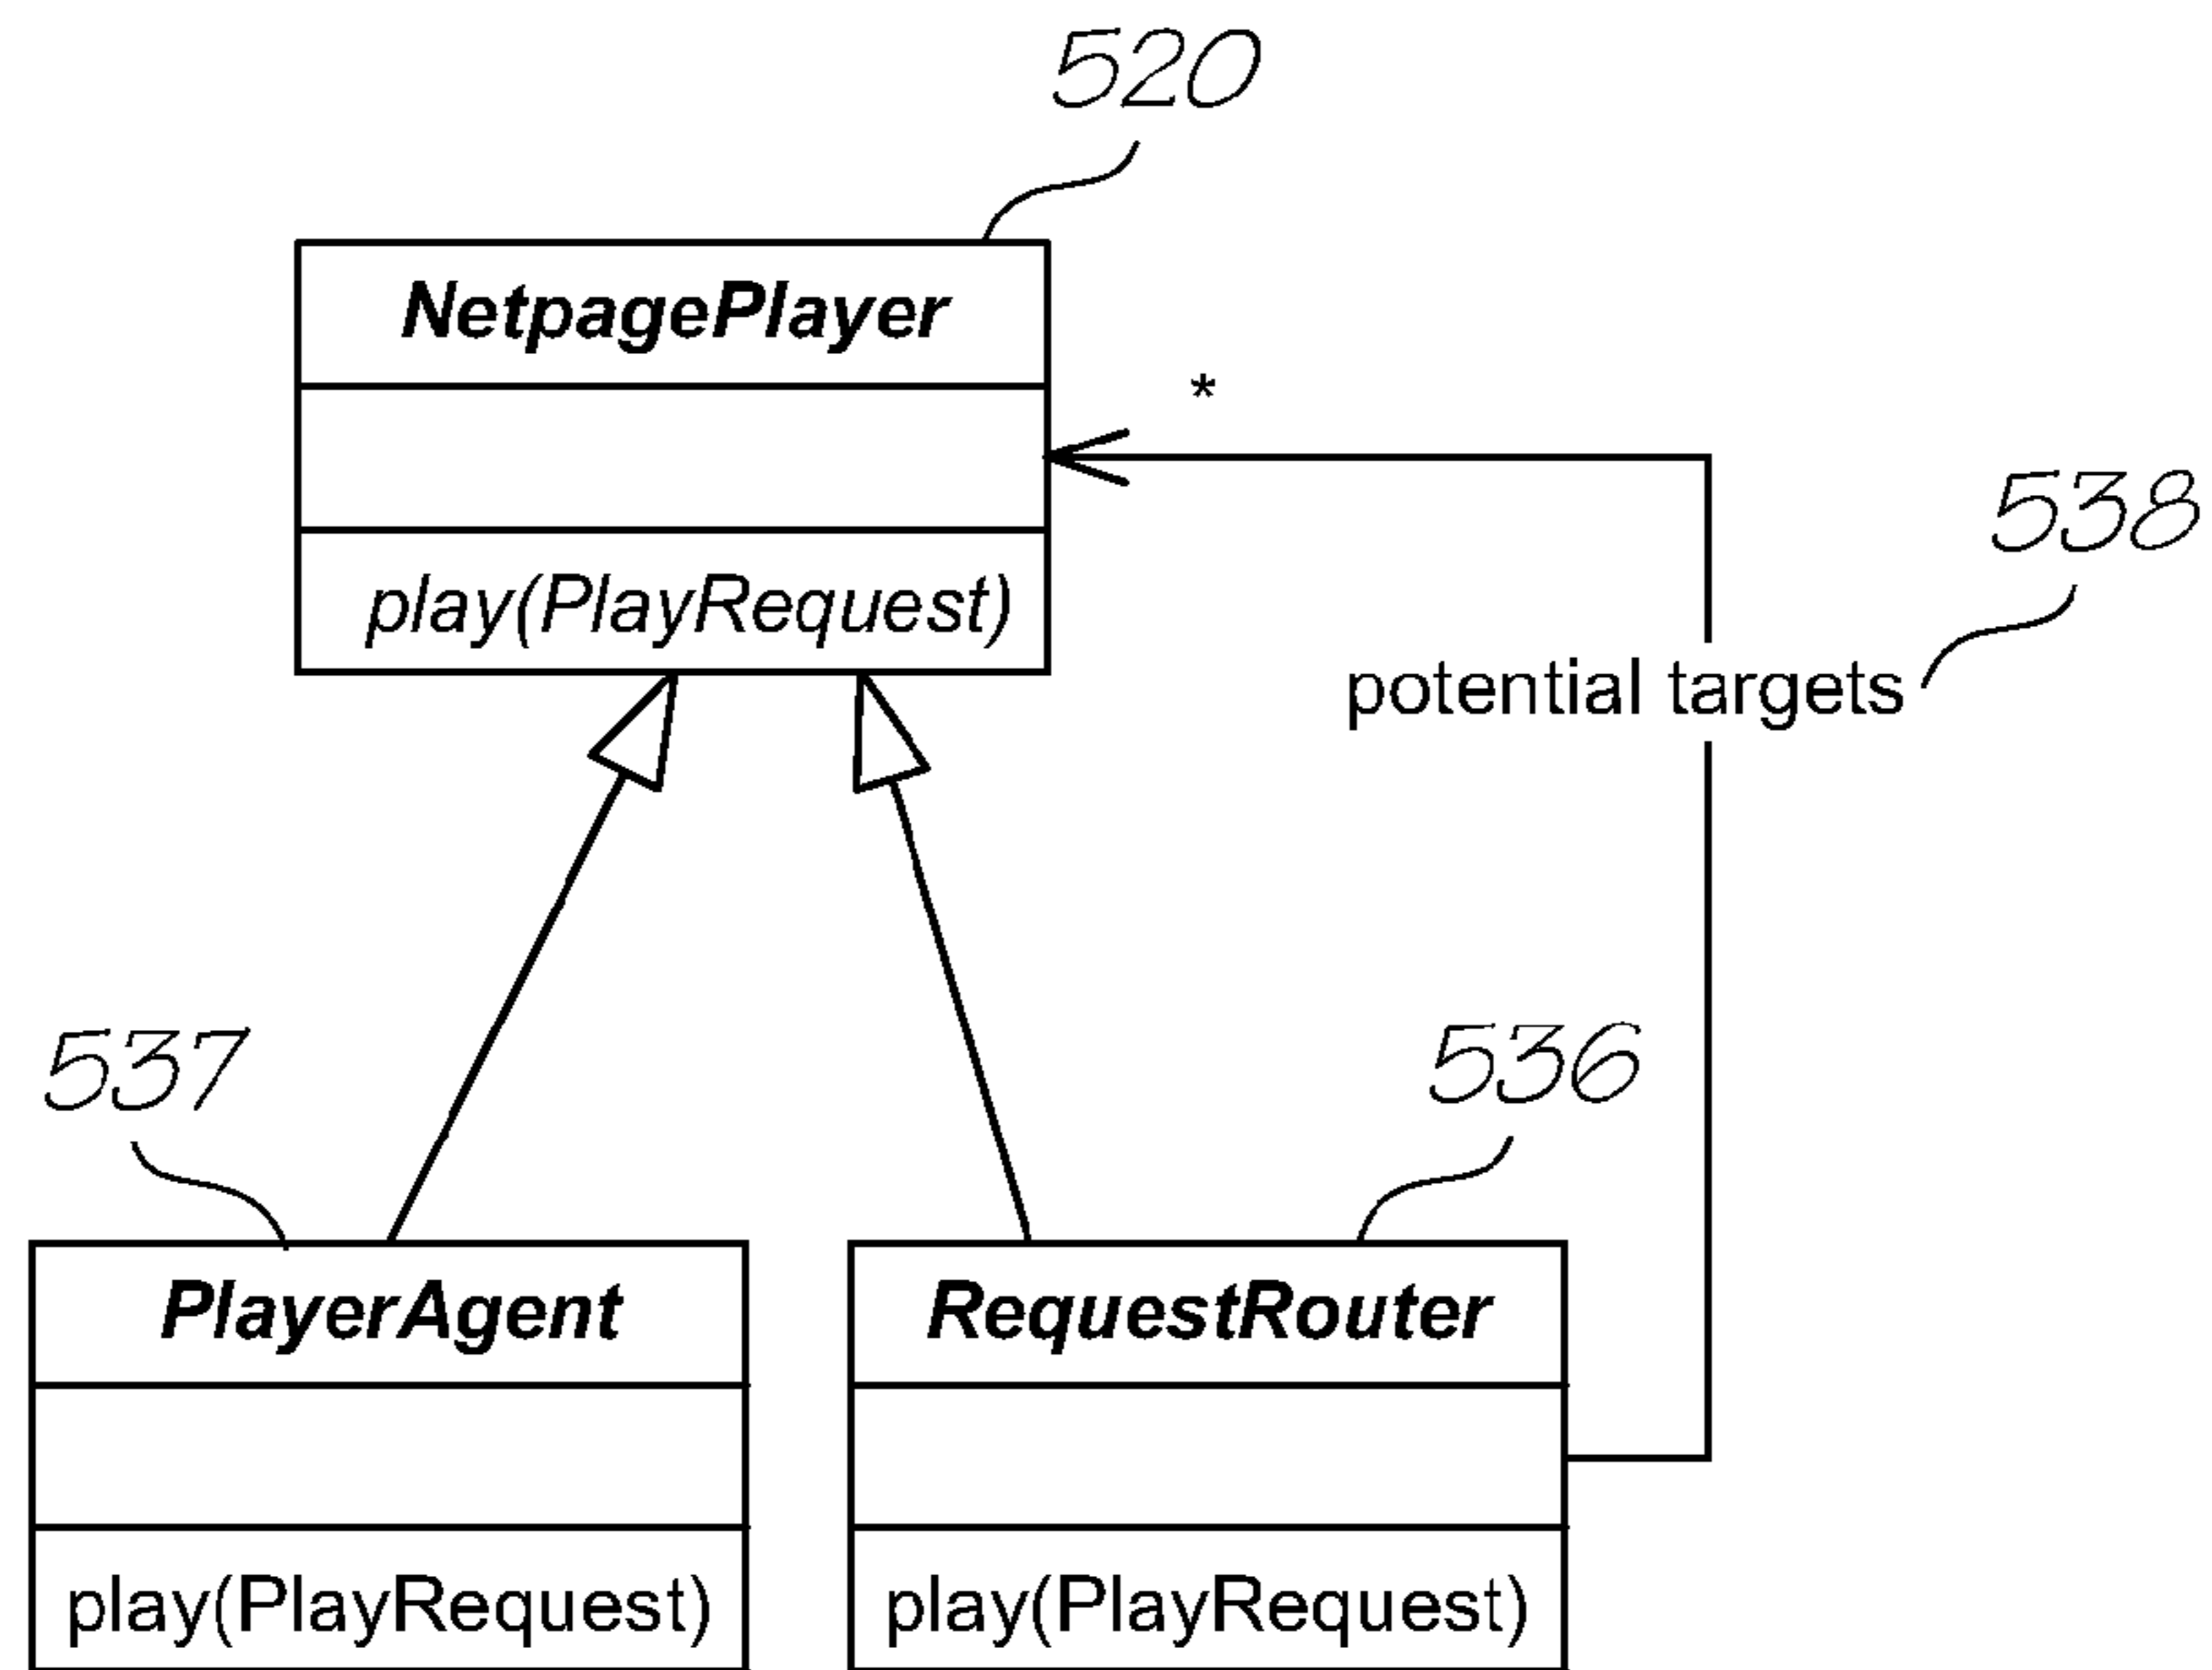 520
NetpagePlayer
*
538
play(PlayRequest)
potential targets
537
536
PlayerAgent
RequestRouter
play(PlayRequest)
play(PlayRequest)